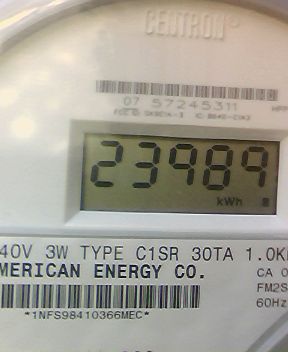 CENTRON®
07 57245311
23989
kWh
40V 3W TYPE C1SR 30TA 1.0K
MERICAN ENERGY CO.
CA 0
FM2S
60Hz
*1NFS98410366MEC*